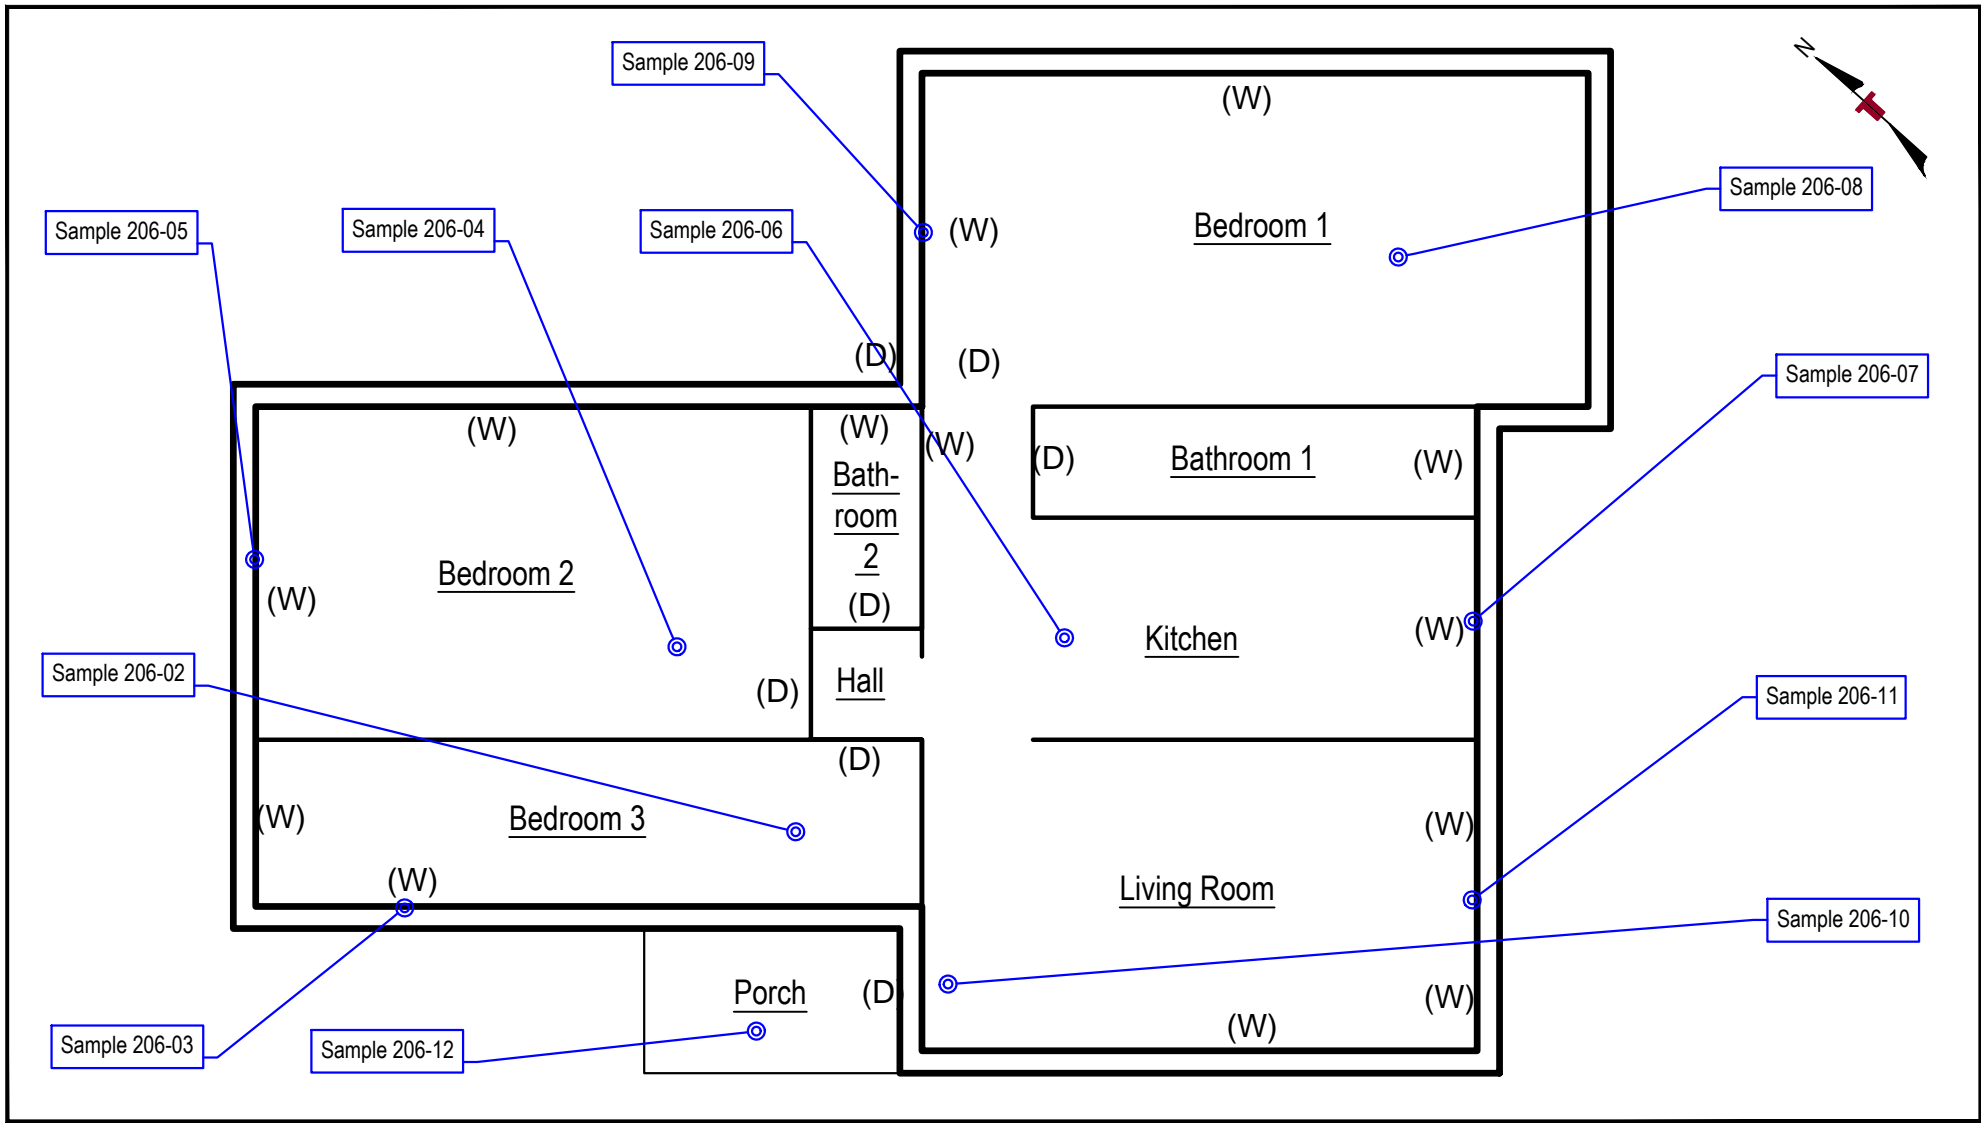 N
Sample 206-09
(W)
Sample 206-08
Sample 206-05
Sample 206-04
Sample 206-06
(W)
Bedroom 1
(D)
(D)
Sample 206-07
(W)
(W)
(W)
(D)
Bathroom 1
(W)
Bath-
room
2
(D)
Bedroom 2
(W)
Kitchen
(W)
Sample 206-02
(D)
Hall
Sample 206-11
(D)
(W)
Bedroom 3
(W)
(W)
Living Room
Sample 206-10
Porch
(D)
(W)
(W)
Sample 206-03
Sample 206-12